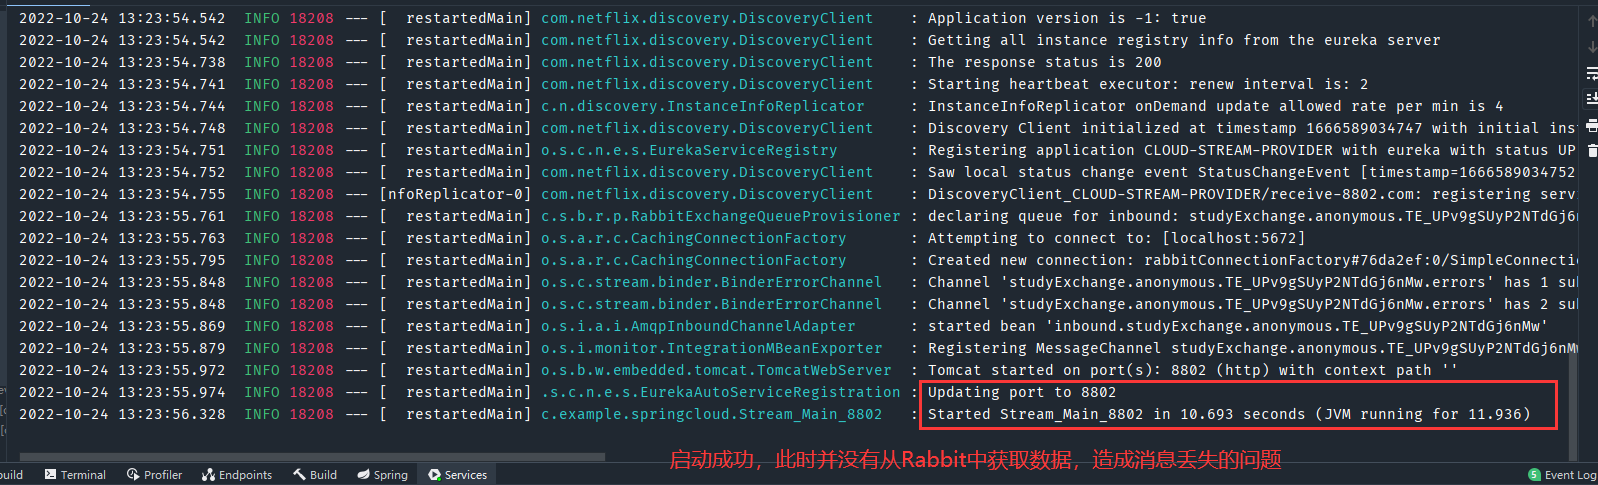 2022-10-24 13:23:54.542 INFO 18208 --- [ restartedMain] com.netflix.discovery.DiscoveryClient : Application version is -1: true
2022-10-24 13:23:54.542 INFO 18208 --- [ restartedMain] com.netflix.discovery.DiscoveryClient : Getting all instance registry info from the eureka server
2022-10-24 13:23:54.738 INFO 18208 --- [ restartedMain] com.netflix.discovery.DiscoveryClient : The response status is 200
2022-10-24 13:23:54.741 INFO 18208 --- [ restartedMain] com.netflix.discovery.DiscoveryClient : Starting heartbeat executor: renew interval is: 2
2022-10-24 13:23:54.744 INFO 18208 --- [ restartedMain] c.n.discovery.InstanceInfoReplicator : InstanceInfoReplicator onDemand update allowed rate per min is 4
2022-10-24 13:23:54.748 INFO 18208 --- [ restartedMain] com.netflix.discovery.DiscoveryClient : Discovery Client initialized at timestamp 1666589034747 with initial inst
2022-10-24 13:23:54.751 INFO 18208 --- [ restartedMain] o.s.c.n.e.s.EurekaServiceRegistry : Registering application CLOUD-STREAM-PROVIDER with eureka with status UP
2022-10-24 13:23:54.752 INFO 18208 --- [ restartedMain] com.netflix.discovery.DiscoveryClient : Saw local status change event StatusChangeEvent [timestamp=1666589034752
2022-10-24 13:23:54.755 INFO 18208 --- [nfoReplicator-0] com.netflix.discovery.DiscoveryClient : DiscoveryClient_CLOUD-STREAM-PROVIDER/receive-8802.com: registering servi
2022-10-24 13:23:55.761 INFO 18208 --- [ restartedMain] c.s.b.r.p.RabbitExchangeQueueProvisioner : declaring queue for inbound: studyExchange.anonymous.TE_UPv9gSUyP2NTdGj6n
2022-10-24 13:23:55.763 INFO 18208 --- [ restartedMain] o.s.a.r.c.CachingConnectionFactory : Attempting to connect to: [localhost:5672]
2022-10-24 13:23:55.795 INFO 18208 --- [ restartedMain] o.s.a.r.c.CachingConnectionFactory : Created new connection: rabbitConnectionFactory#76da2ef:0/SimpleConnecti
2022-10-24 13:23:55.848 INFO 18208 --- [ restartedMain] o.s.c.stream.binder.BinderErrorChannel : Channel 'studyExchange.anonymous.TE_UPv9gSUyP2NTdGj6nMw.errors' has 1 sub
2022-10-24 13:23:55.848 INFO 18208 --- [ restartedMain] o.s.c.stream.binder.BinderErrorChannel : Channel 'studyExchange.anonymous.TE_UPv9gSUyP2NTdGj6nMw.errors' has 2 sub
2022-10-24 13:23:55.869 INFO 18208 --- [ restartedMain] o.s.i.a.i.AmqpInboundChannelAdapter : started bean 'inbound.studyExchange.anonymous.TE_UPv9gSUyP2NTdGj6nMw'
2022-10-24 13:23:55.879 INFO 18208 --- [ restartedMain] o.s.i.monitor.IntegrationMBeanExporter : Registering MessageChannel studyExchange.anonymous.TE_UPv9gSUyP2NTdGj6nMw
2022-10-24 13:23:55.972 INFO 18208 --- [ restartedMain] o.s.b.w.embedded.tomcat.TomcatWebServer : Tomcat started on port(s): 8802 (http) with context path ''
2022-10-24 13:23:55.974 INFO 18208 --- [ restartedMain] .s.c.n.e.s.EurekaAutoServiceRegistration : Updating port to 8802
2022-10-24 13:23:56.328 INFO 18208 --- [ restartedMain] c.example.springcloud.Stream_Main_8802 : Started Stream_Main_8802 in 10.693 seconds (JVM running for 11.936)
启动成功，此时并没有从Rabbit中获取数据，造成消息丢失的问题
build Terminal Profiler Endpoints Build Spring Services 5 Event Log